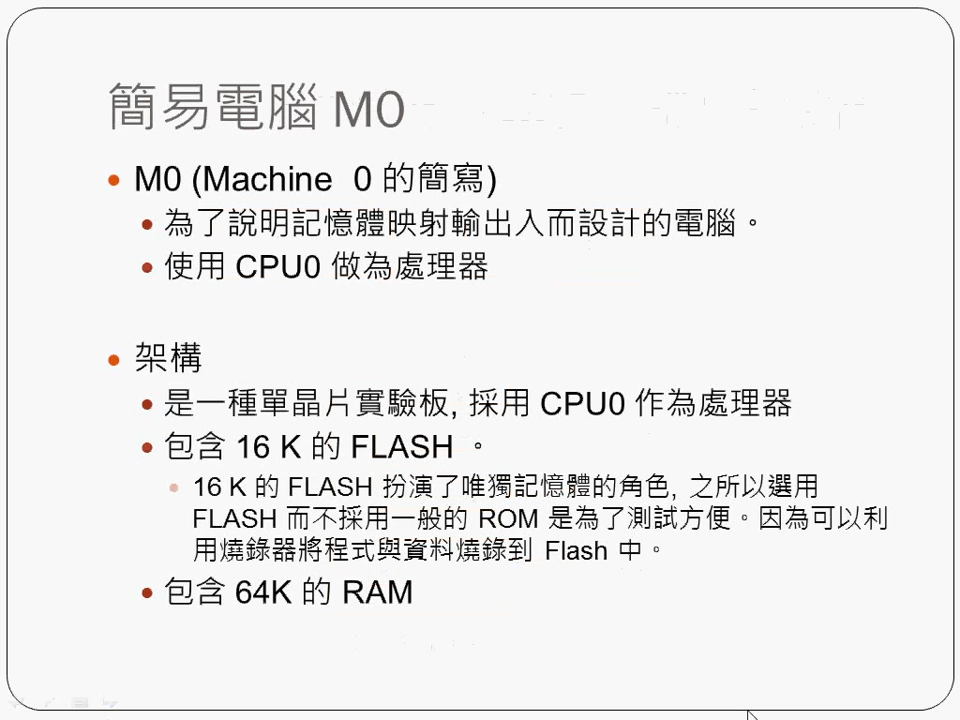 簡易電腦 M0
M0 (Machine 0 的簡寫)
為了說明記憶體映射輸出入而設計的電腦。
使用 CPU0 做為處理器
架構
是一種單晶片實驗板, 採用 CPU0 作為處理器
包含 16 K 的 FLASH 。
16 K 的 FLASH 扮演了唯獨記憶體的角色, 之所以選用
FLASH 而不採用一般的 ROM 是為了測試方便。因為可以利
用燒錄器將程式與資料燒錄到 Flash 中。
包含 64K 的 RAM